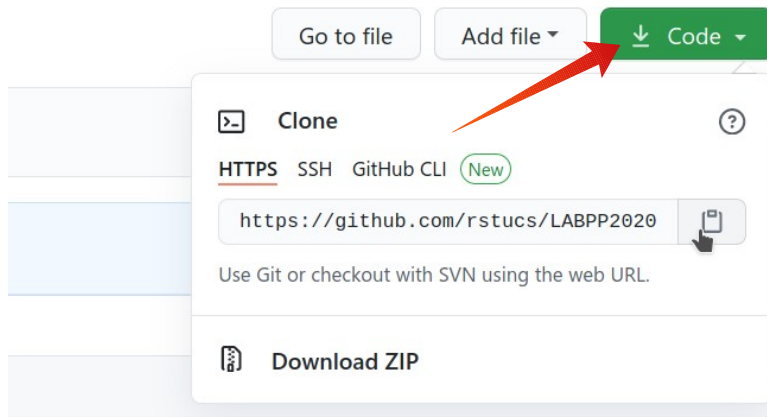 Go to file Add file Code
Clone
HTTPS SSH GitHub CLI New
https://github.com/rstucs/LABPP2020
Use Git or checkout with SVN using the web URL.
Download ZIP